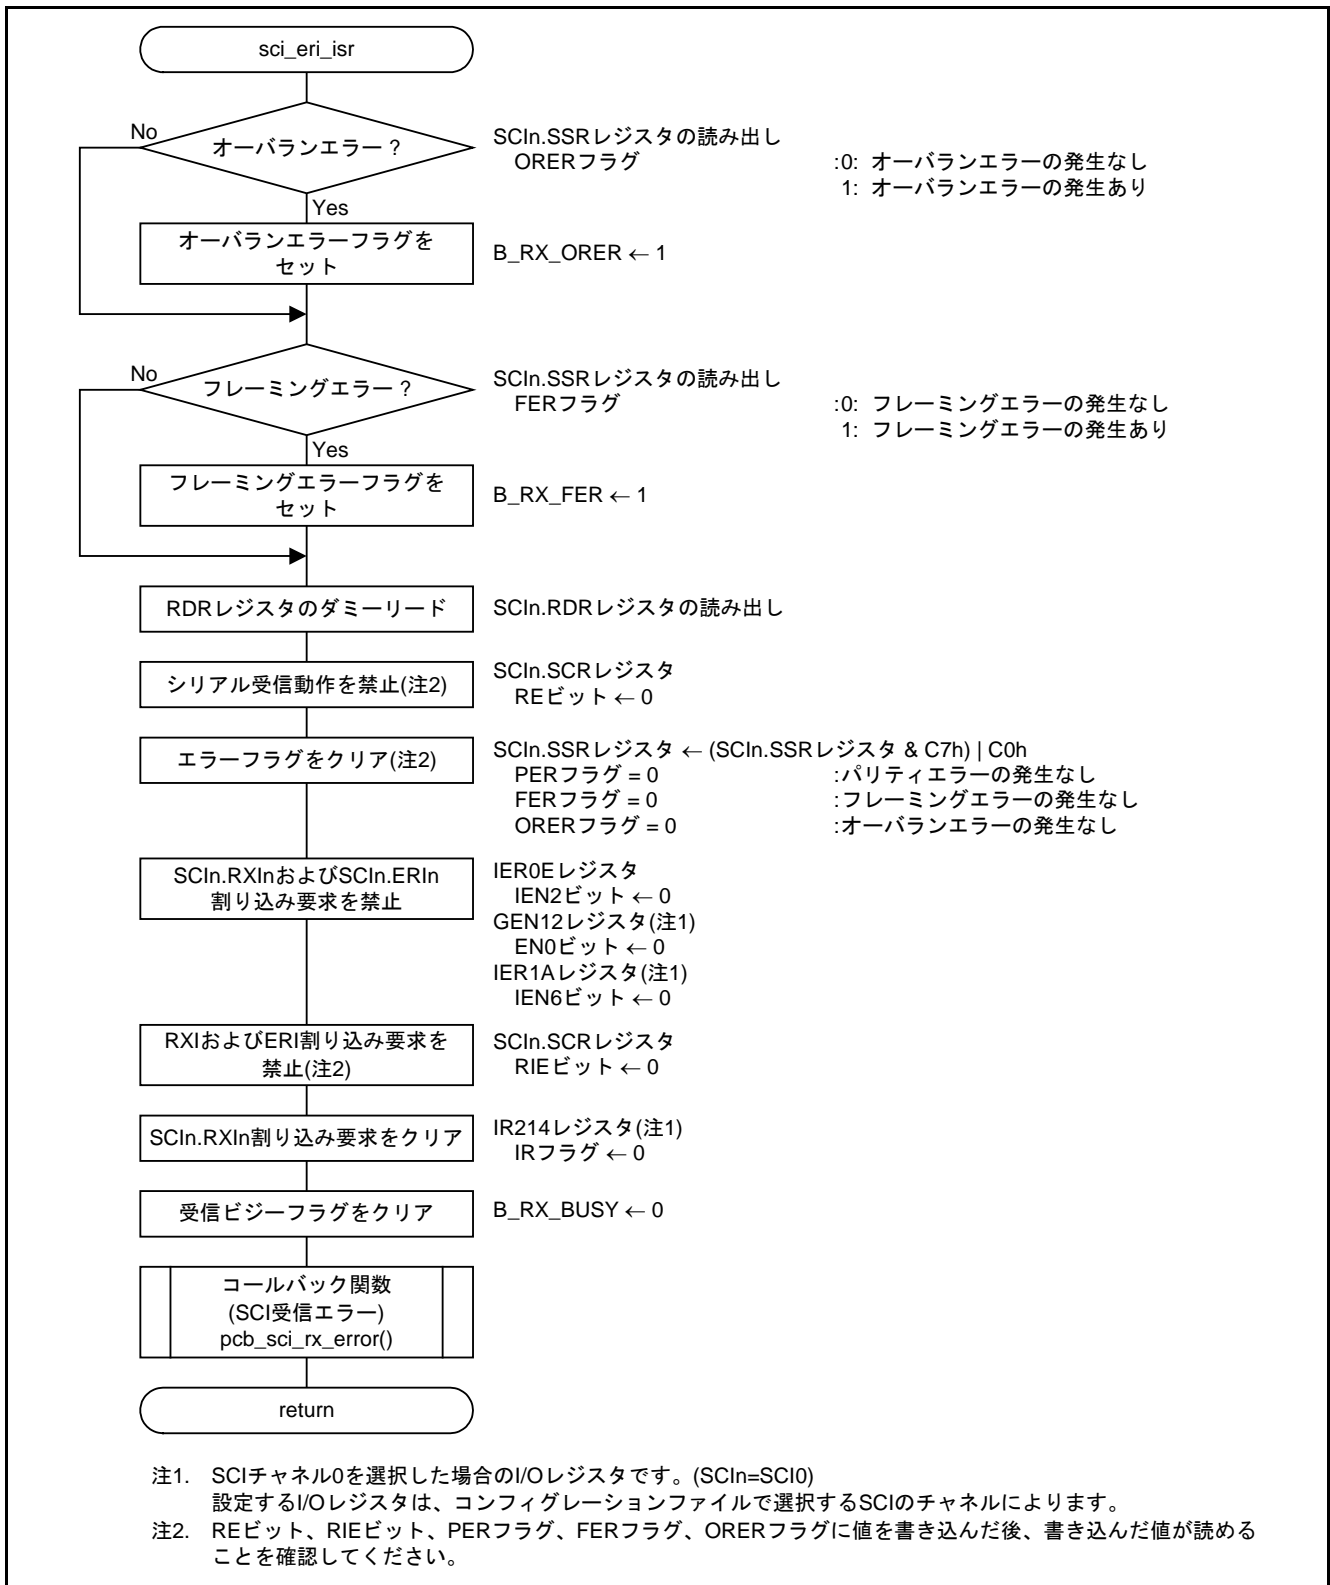 sci_eri_isr
No
オーバランエラー ?
SCIn.SSRレジスタの読み出し
ORERフラグ :0: オーバランエラーの発生なし
1: オーバランエラーの発生あり
Yes
オーバランエラーフラグを
セット
B_RX_ORER ← 1
No
フレーミングエラー ?
SCIn.SSRレジスタの読み出し
FERフラグ :0: フレーミングエラーの発生なし
1: フレーミングエラーの発生あり
Yes
フレーミングエラーフラグを
セット
B_RX_FER ← 1
RDRレジスタのダミーリード
SCIn.RDRレジスタの読み出し
シリアル受信動作を禁止(注2)
SCIn.SCRレジスタ
REビット ← 0
エラーフラグをクリア(注2)
SCIn.SSRレジスタ ← (SCIn.SSRレジスタ & C7h) | C0h
PERフラグ = 0 :パリティエラーの発生なし
FERフラグ = 0 :フレーミングエラーの発生なし
ORERフラグ = 0 :オーバランエラーの発生なし
SCIn.RXInおよびSCIn.ERIn
割り込み要求を禁止
IER0Eレジスタ
IEN2ビット ← 0
GEN12レジスタ(注1)
EN0ビット ← 0
IER1Aレジスタ(注1)
IEN6ビット ← 0
RXIおよびERI割り込み要求を
禁止(注2)
SCIn.SCRレジスタ
RIEビット ← 0
SCIn.RXIn割り込み要求をクリア
IR214レジスタ(注1)
IRフラグ ← 0
受信ビジーフラグをクリア
B_RX_BUSY ← 0
コールバック関数
(SCI受信エラー)
pcb_sci_rx_error()
return
注1. SCIチャネル0を選択した場合のI/Oレジスタです。(SCIn=SCI0)
設定するI/Oレジスタは、コンフィグレーションファイルで選択するSCIのチャネルによります。
注2. REビット、RIEビット、PERフラグ、FERフラグ、ORERフラグに値を書き込んだ後、書き込んだ値が読める
ことを確認してください。